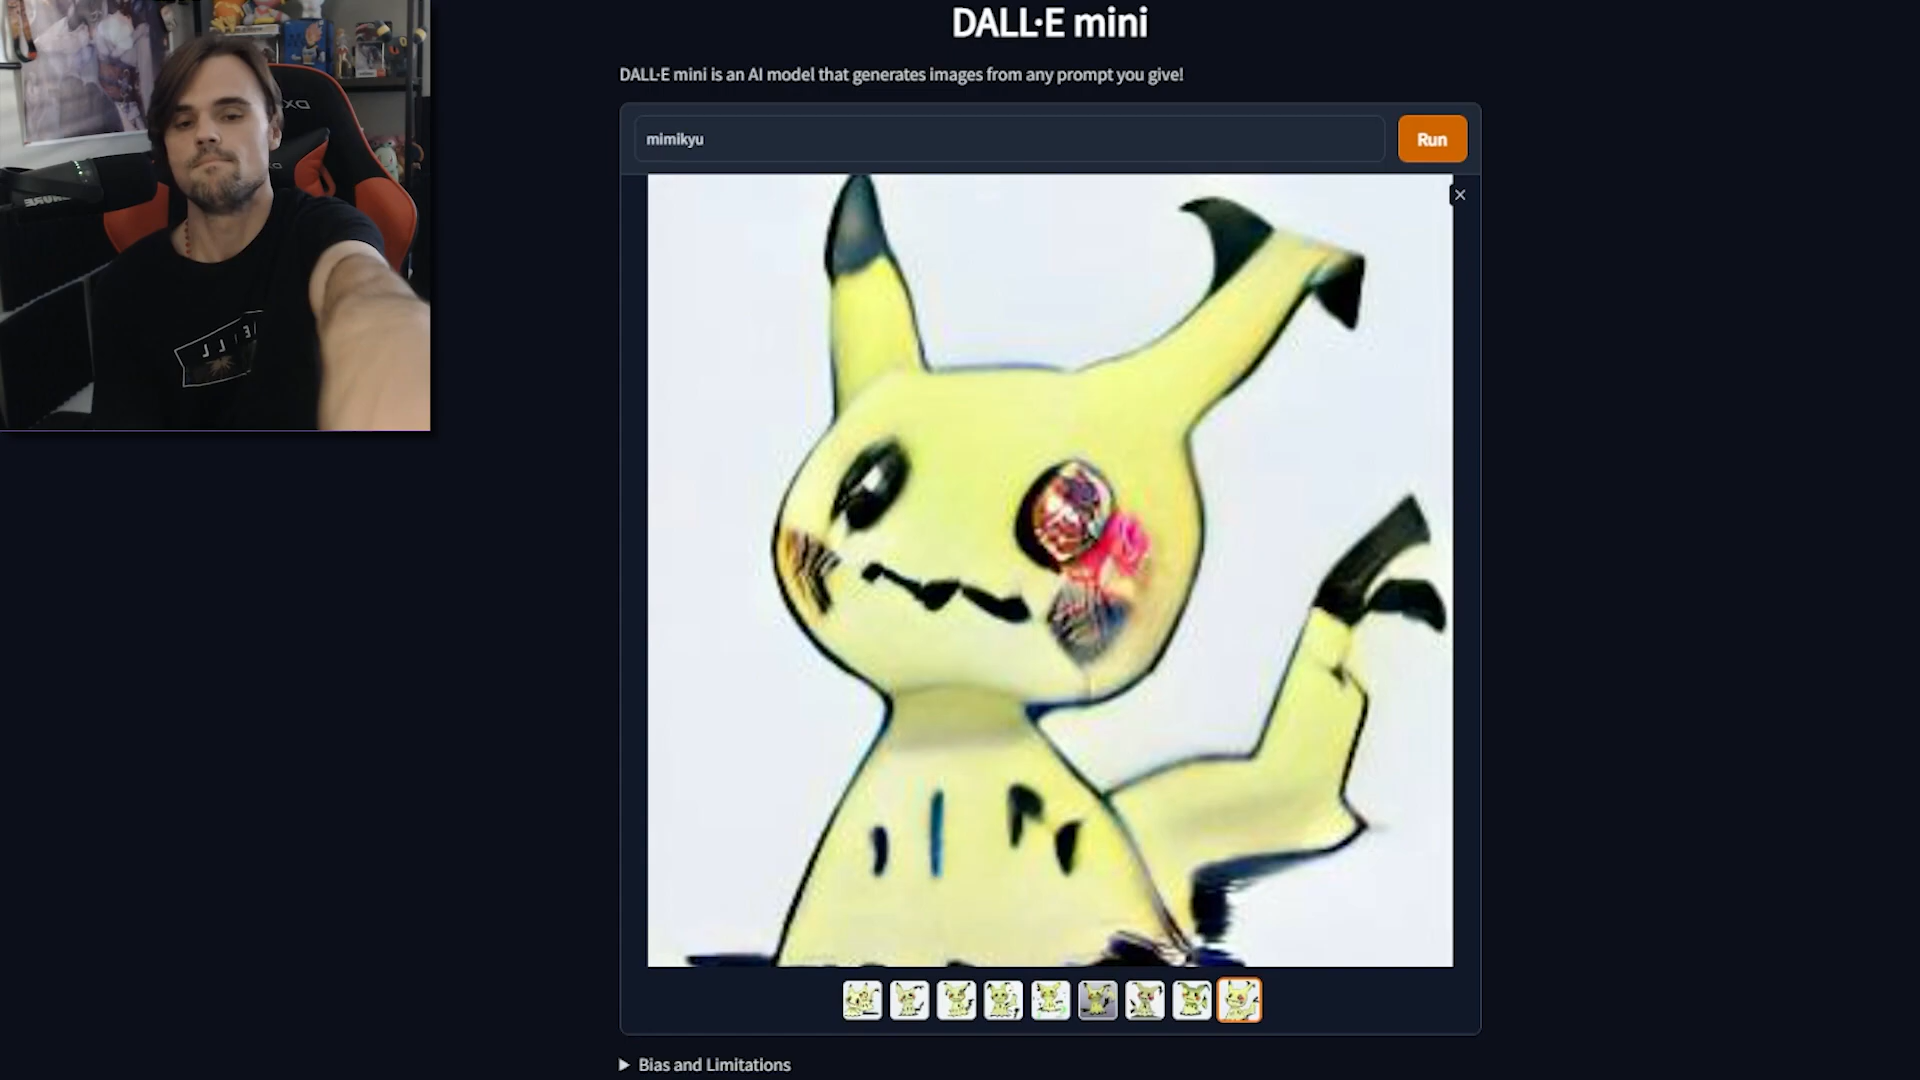 DALL·E mini
DALL·E mini is an AI model that generates images from any prompt you give!
mimikyu
Run
Bias and Limitations